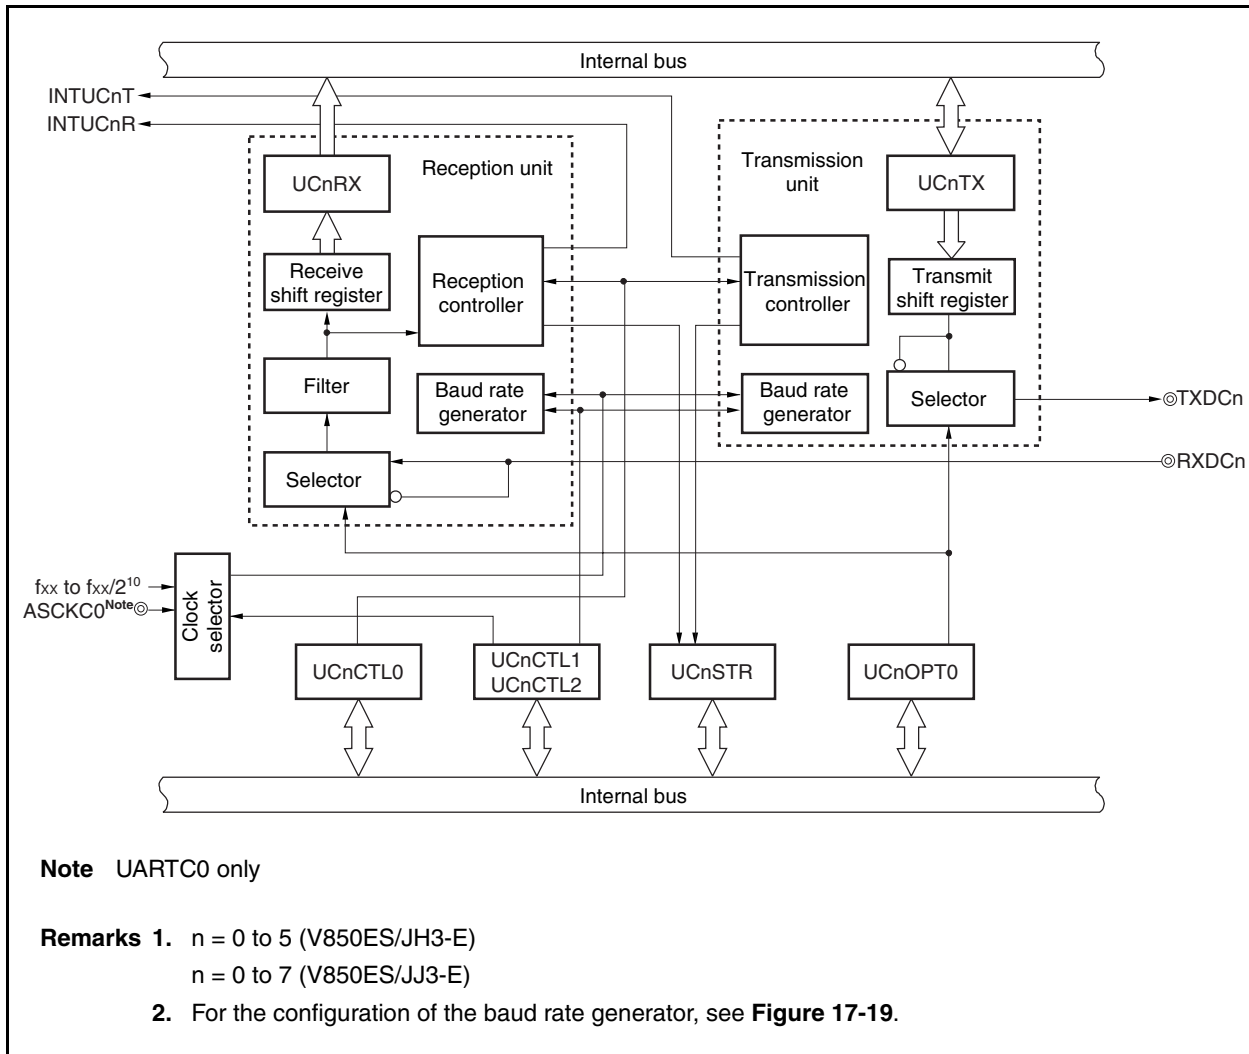 Internal bus
INTUCnT
INTUCnR
Reception unit
UCnRX
Receive
shift register
Reception
controller
Filter
Baud rate
generator
Selector
Transmission
unit
UCnTX
Transmission
controller
Transmit
shift register
Baud rate
generator
Selector
TXDCn
RXDCn
fxx to fxx/2¹⁰
ASCKC0Note
Clock
selector
UCnCTL0
UCnCTL1
UCnCTL2
UCnSTR
UCnOPT0
Internal bus
Note UARTC0 only
Remarks 1. n = 0 to 5 (V850ES/JH3-E)
n = 0 to 7 (V850ES/JJ3-E)
2. For the configuration of the baud rate generator, see Figure 17-19.